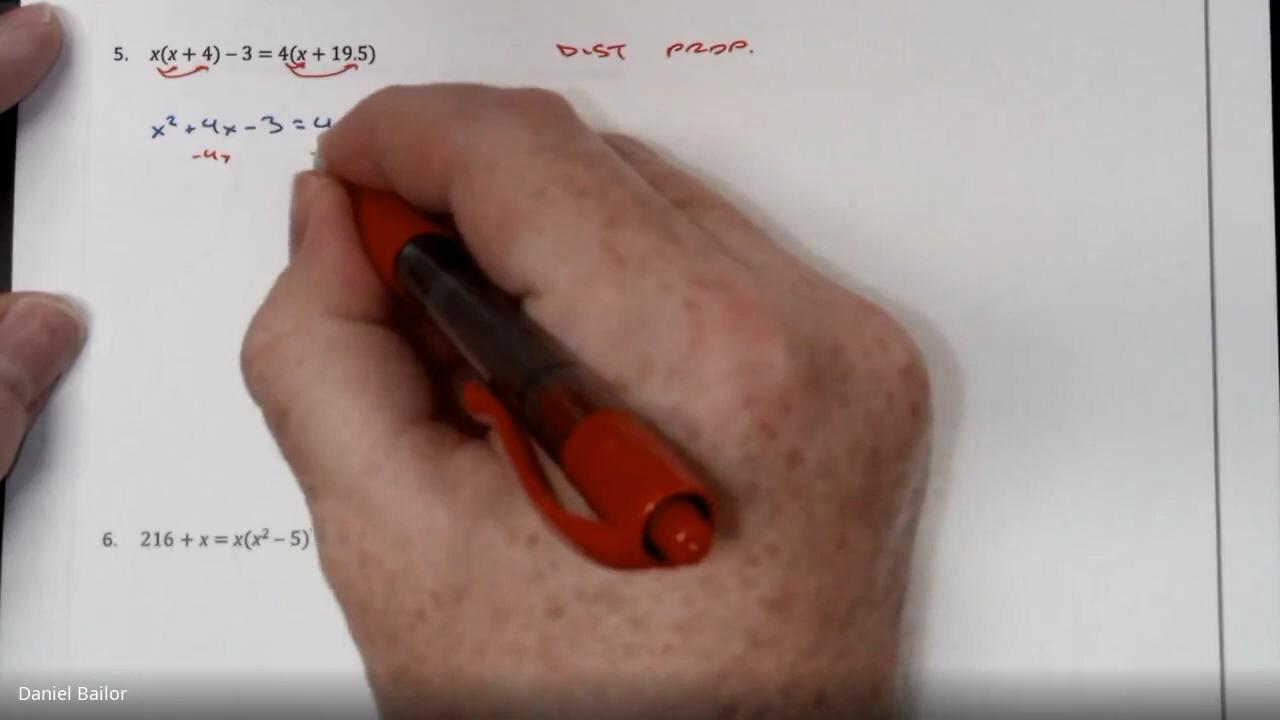 5. x(x + 4) – 3 = 4(x + 19.5) DIST PROP.
x² + 4x - 3 = 4
-4x
6. 216 + x = x(x² – 5)
Daniel Bailor